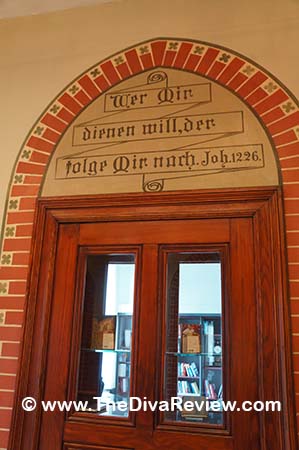 Wer Mir
dienen will, der
folge Mir nach. Joh. 12 26.
© www.TheDivaReview.com ©